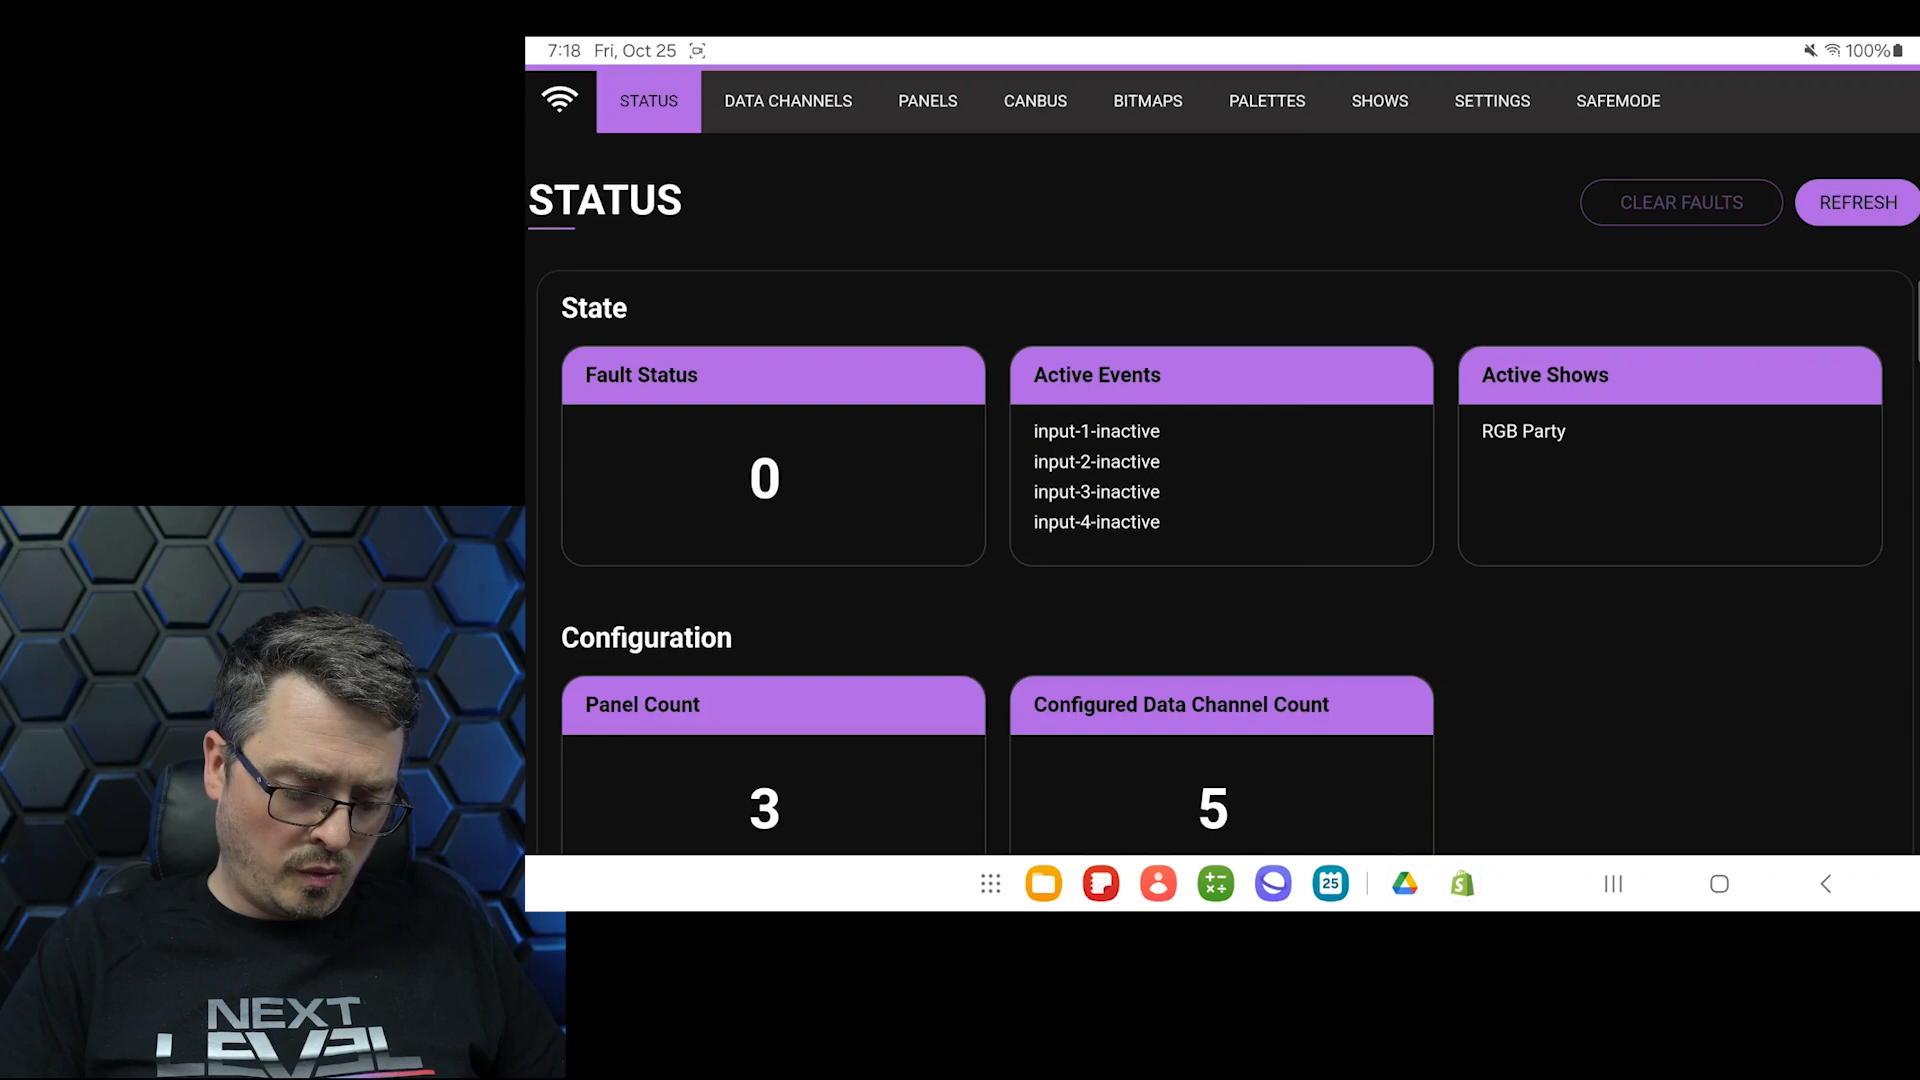 7:18 Fri, Oct 25
100%
STATUS DATA CHANNELS PANELS CANBUS BITMAPS PALETTES SHOWS SETTINGS SAFEMODE
STATUS
CLEAR FAULTS REFRESH
State
Fault Status
0
Active Events
input-1-inactive
input-2-inactive
input-3-inactive
input-4-inactive
Active Shows
RGB Party
Configuration
Panel Count
3
Configured Data Channel Count
5
25
NEXT
LEVEL